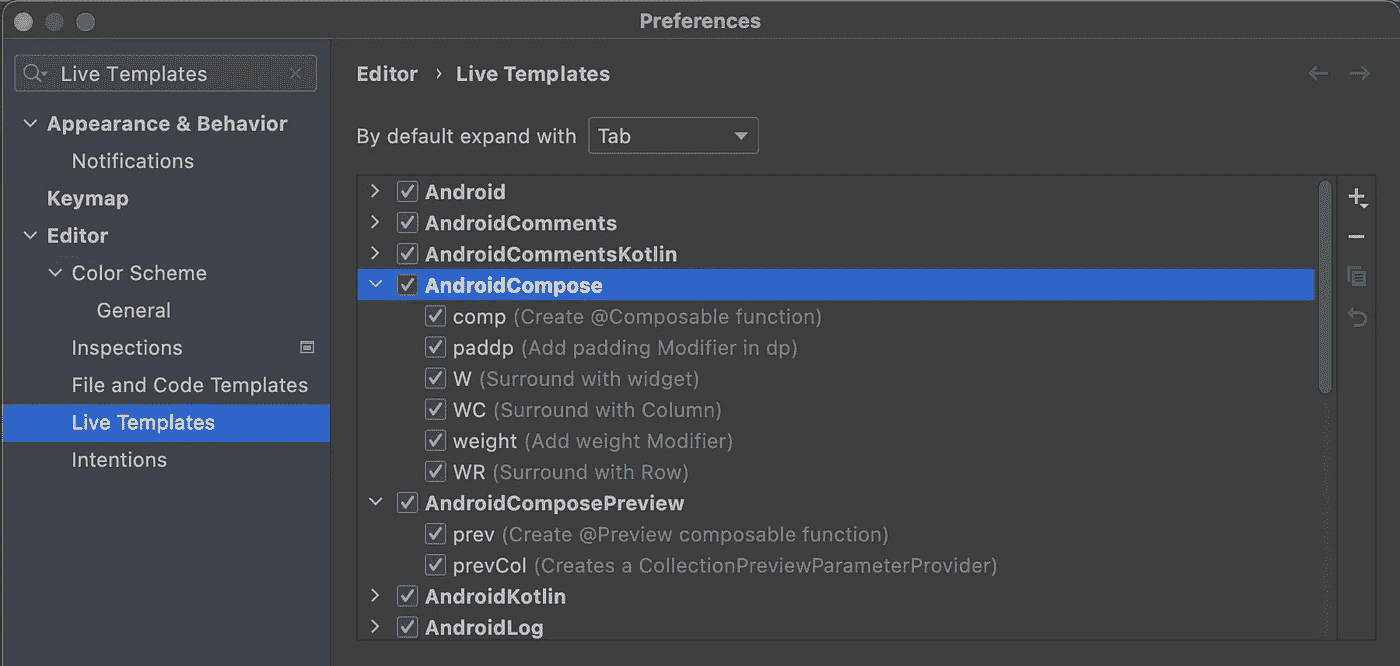 Preferences
Live Templates
Appearance & Behavior
Notifications
Keymap
Editor
Color Scheme
General
Inspections
File and Code Templates
Live Templates
Intentions
Editor › Live Templates
By default expand with Tab
Android
AndroidComments
AndroidCommentsKotlin
AndroidCompose
comp (Create @Composable function)
paddp (Add padding Modifier in dp)
W (Surround with widget)
WC (Surround with Column)
weight (Add weight Modifier)
WR (Surround with Row)
AndroidComposePreview
prev (Create @Preview composable function)
prevCol (Creates a CollectionPreviewParameterProvider)
AndroidKotlin
AndroidLog